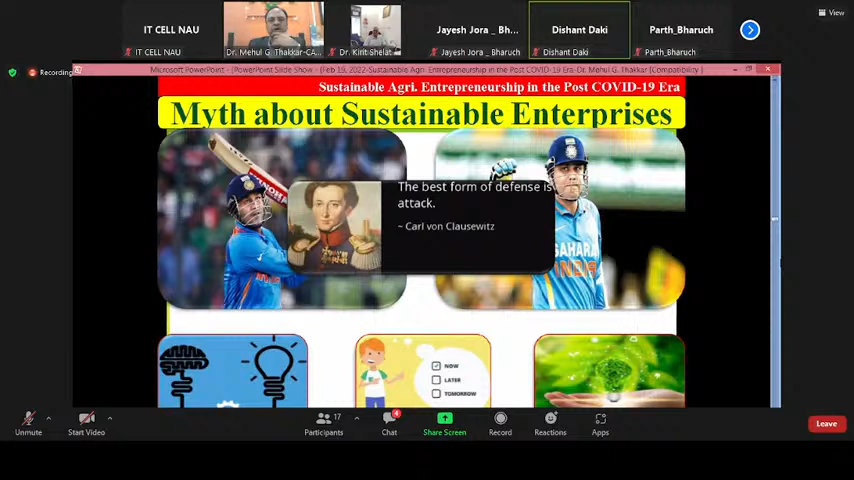 View
IT CELL NAU
IT CELL NAU
Dr. Mehul G. Thakkar-CA...
Dr. Kirit Shelat
Jayesh Jora _ Bh...
Jayesh Jora _ Bharuch
Dishant Daki
Dishant Daki
Parth_Bharuch
Parth_Bharuch
Recording
Microsoft PowerPoint - [PowerPoint Slide Show - [Feb 19, 2022-Sustainable Agri. Entrepreneurship in the Post COVID-19 Era-Dr. Mehul G. Thakkar [Compatibility
Sustainable Agri. Entrepreneurship in the Post COVID-19 Era
Myth about Sustainable Enterprises
The best form of defense is
attack.
~ Carl von Clausewitz
SAHARA
INDIA
NOW
LATER
TOMORROW
Unmute
Start Video
17
Participants
4
Chat
Share Screen
Record
Reactions
Apps
Leave